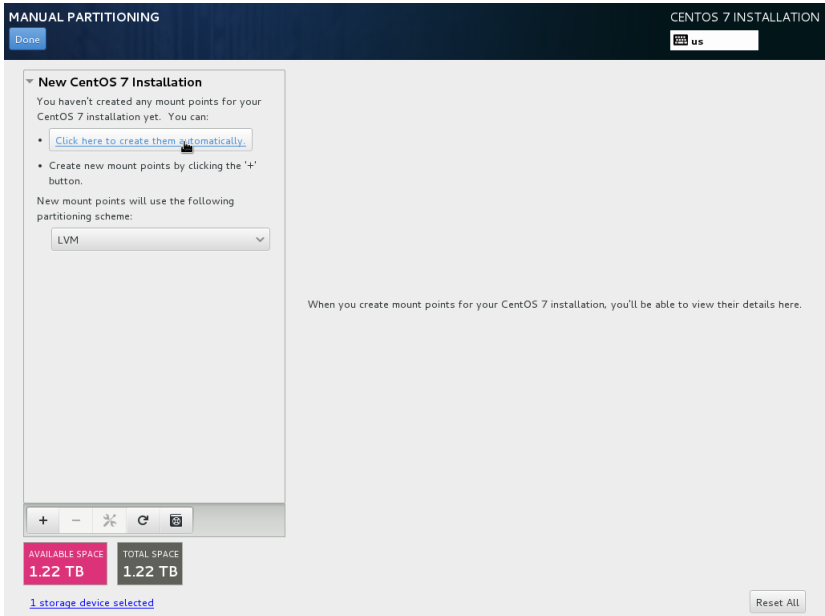 MANUAL PARTITIONING
CENTOS 7 INSTALLATION
Done
us
New CentOS 7 Installation
You haven't created any mount points for your
CentOS 7 installation yet.  You can:
• Click here to create them automatically.
• Create new mount points by clicking the '+'
button.
New mount points will use the following
partitioning scheme:
LVM
When you create mount points for your CentOS 7 installation, you'll be able to view their details here.
+ −
AVAILABLE SPACE
1.22 TB
TOTAL SPACE
1.22 TB
1 storage device selected
Reset All